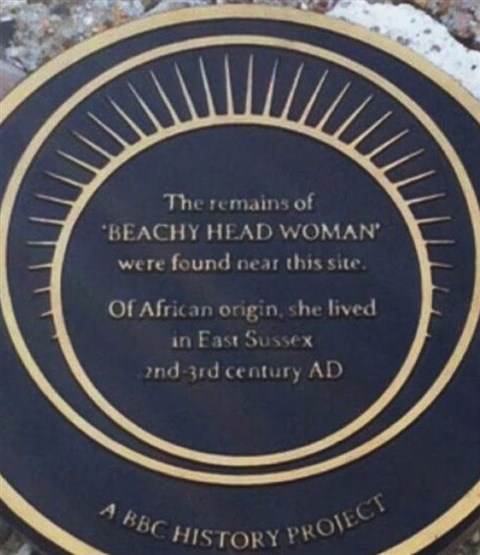 The remains of
'BEACHY HEAD WOMAN'
were found near this site.
Of African origin, she lived
in East Sussex
2nd-3rd century AD
A BBC HISTORY PROJECT